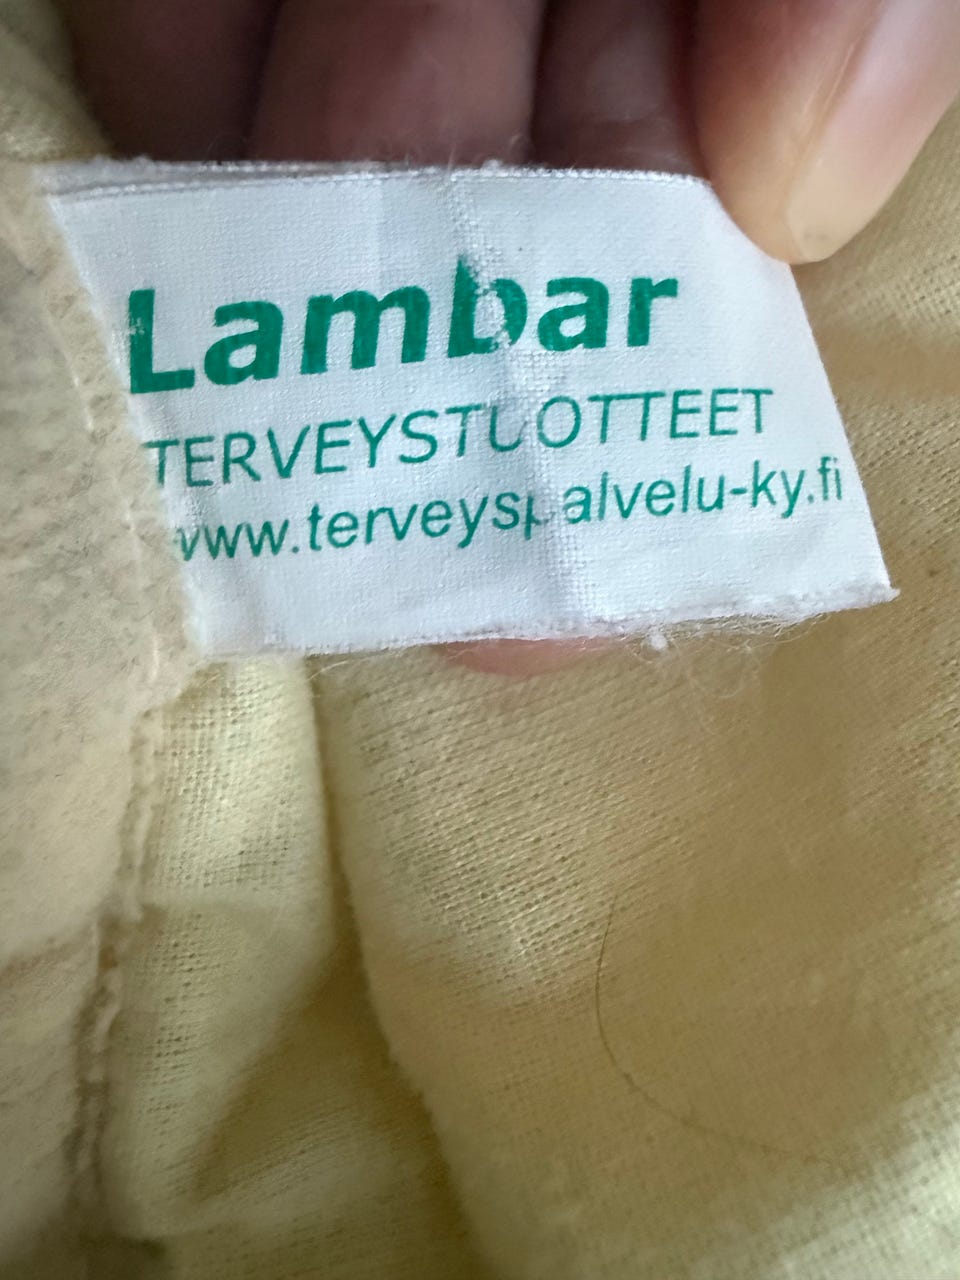 Lambar
TERVEYSTUOTTEET
www.terveyspalvelu-ky.fi